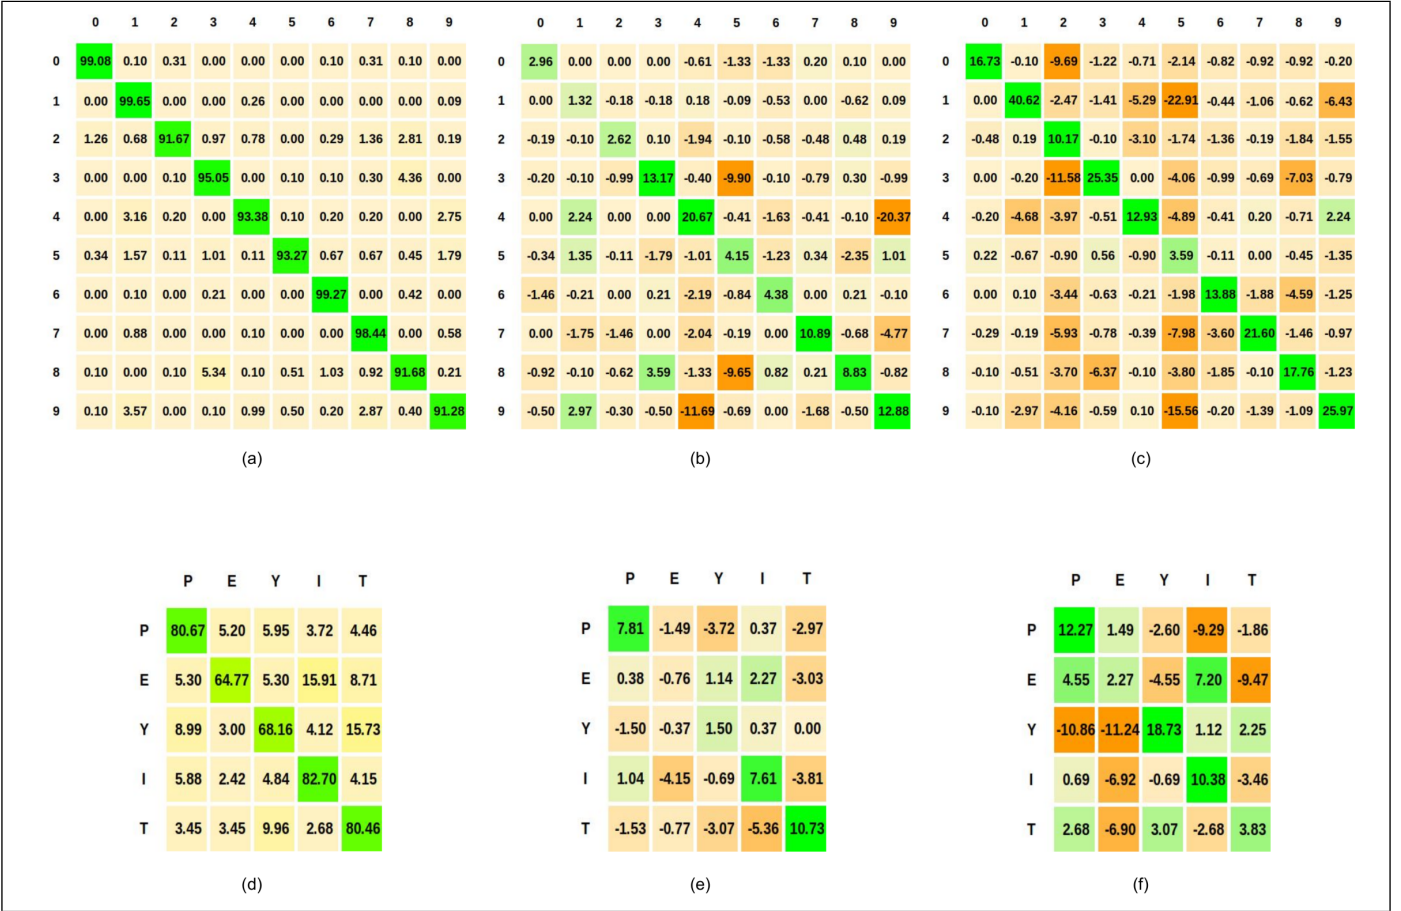 0 1 2 3 4 5 6 7 8 9
0 99.08 0.10 0.31 0.00 0.00 0.00 0.10 0.31 0.10 0.00
1 0.00 99.65 0.00 0.00 0.26 0.00 0.00 0.00 0.00 0.09
2 1.26 0.68 91.67 0.97 0.78 0.00 0.29 1.36 2.81 0.19
3 0.00 0.00 0.10 95.05 0.00 0.10 0.10 0.30 4.36 0.00
4 0.00 3.16 0.20 0.00 93.38 0.10 0.20 0.20 0.00 2.75
5 0.34 1.57 0.11 1.01 0.11 93.27 0.67 0.67 0.45 1.79
6 0.00 0.10 0.00 0.21 0.00 0.00 99.27 0.00 0.42 0.00
7 0.00 0.88 0.00 0.00 0.10 0.00 0.00 98.44 0.00 0.58
8 0.10 0.00 0.10 5.34 0.10 0.51 1.03 0.92 91.68 0.21
9 0.10 3.57 0.00 0.10 0.99 0.50 0.20 2.87 0.40 91.28
(a)
0 1 2 3 4 5 6 7 8 9
0 2.96 0.00 0.00 0.00 -0.61 -1.33 -1.33 0.20 0.10 0.00
1 0.00 1.32 -0.18 -0.18 0.18 -0.09 -0.53 0.00 -0.62 0.09
2 -0.19 -0.10 2.62 0.10 -1.94 -0.10 -0.58 -0.48 0.48 0.19
3 -0.20 -0.10 -0.99 13.17 -0.40 -9.90 -0.10 -0.79 0.30 -0.99
4 0.00 2.24 0.00 0.00 20.67 -0.41 -1.63 -0.41 -0.10 -20.37
5 -0.34 1.35 -0.11 -1.79 -1.01 4.15 -1.23 0.34 -2.35 1.01
6 -1.46 -0.21 0.00 0.21 -2.19 -0.84 4.38 0.00 0.21 -0.10
7 0.00 -1.75 -1.46 0.00 -2.04 -0.19 0.00 10.89 -0.68 -4.77
8 -0.92 -0.10 -0.62 3.59 -1.33 -9.65 0.82 0.21 8.83 -0.82
9 -0.50 2.97 -0.30 -0.50 -11.69 -0.69 0.00 -1.68 -0.50 12.88
(b)
0 1 2 3 4 5 6 7 8 9
0 16.73 -0.10 -9.69 -1.22 -0.71 -2.14 -0.82 -0.92 -0.92 -0.20
1 0.00 40.62 -2.47 -1.41 -5.29 -22.91 -0.44 -1.06 -0.62 -6.43
2 -0.48 0.19 10.17 -0.10 -3.10 -1.74 -1.36 -0.19 -1.84 -1.55
3 0.00 -0.20 -11.58 25.35 0.00 -4.06 -0.99 -0.69 -7.03 -0.79
4 -0.20 -4.68 -3.97 -0.51 12.93 -4.89 -0.41 0.20 -0.71 2.24
5 0.22 -0.67 -0.90 0.56 -0.90 3.59 -0.11 0.00 -0.45 -1.35
6 0.00 0.10 -3.44 -0.63 -0.21 -1.98 13.88 -1.88 -4.59 -1.25
7 -0.29 -0.19 -5.93 -0.78 -0.39 -7.98 -3.60 21.60 -1.46 -0.97
8 -0.10 -0.51 -3.70 -6.37 -0.10 -3.80 -1.85 -0.10 17.76 -1.23
9 -0.10 -2.97 -4.16 -0.59 0.10 -15.56 -0.20 -1.39 -1.09 25.97
(c)
P E Y I T
P 80.67 5.20 5.95 3.72 4.46
E 5.30 64.77 5.30 15.91 8.71
Y 8.99 3.00 68.16 4.12 15.73
I 5.88 2.42 4.84 82.70 4.15
T 3.45 3.45 9.96 2.68 80.46
(d)
P E Y I T
P 7.81 -1.49 -3.72 0.37 -2.97
E 0.38 -0.76 1.14 2.27 -3.03
Y -1.50 -0.37 1.50 0.37 0.00
I 1.04 -4.15 -0.69 7.61 -3.81
T -1.53 -0.77 -3.07 -5.36 10.73
(e)
P E Y I T
P 12.27 1.49 -2.60 -9.29 -1.86
E 4.55 2.27 -4.55 7.20 -9.47
Y -10.86 -11.24 18.73 1.12 2.25
I 0.69 -6.92 -0.69 10.38 -3.46
T 2.68 -6.90 3.07 -2.68 3.83
(f)